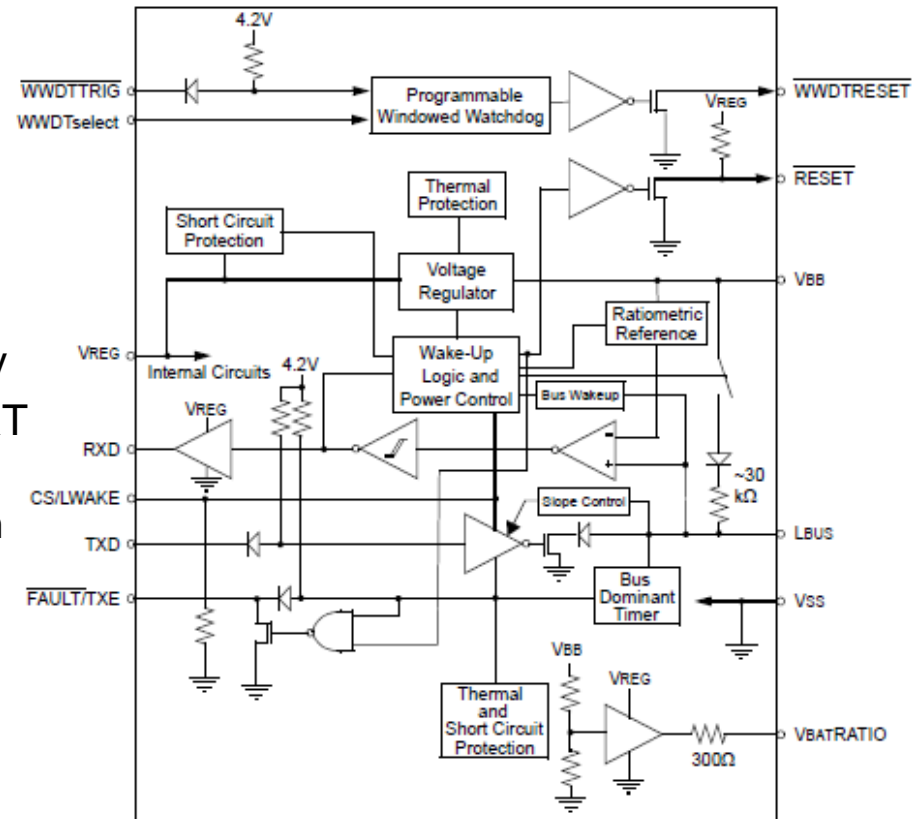 4.2V
WWDTTRIG
WWDTselect
Programmable
Windowed Watchdog
WWDTRESET
VREG
RESET
Thermal
Protection
Short Circuit
Protection
Voltage
Regulator
VBB
Ratiometric
Reference
VREG
Internal Circuits
4.2V
Wake-Up
Logic and
Power Control
Bus Wakeup
VREG
RXD
-
+
~30
kΩ
CS/LWAKE
Slope Control
TXD
LBUS
FAULT/TXE
Bus
Dominant
Timer
VSS
VBB
VREG
Thermal
and
Short Circuit
Protection
300Ω
VBATRATIO